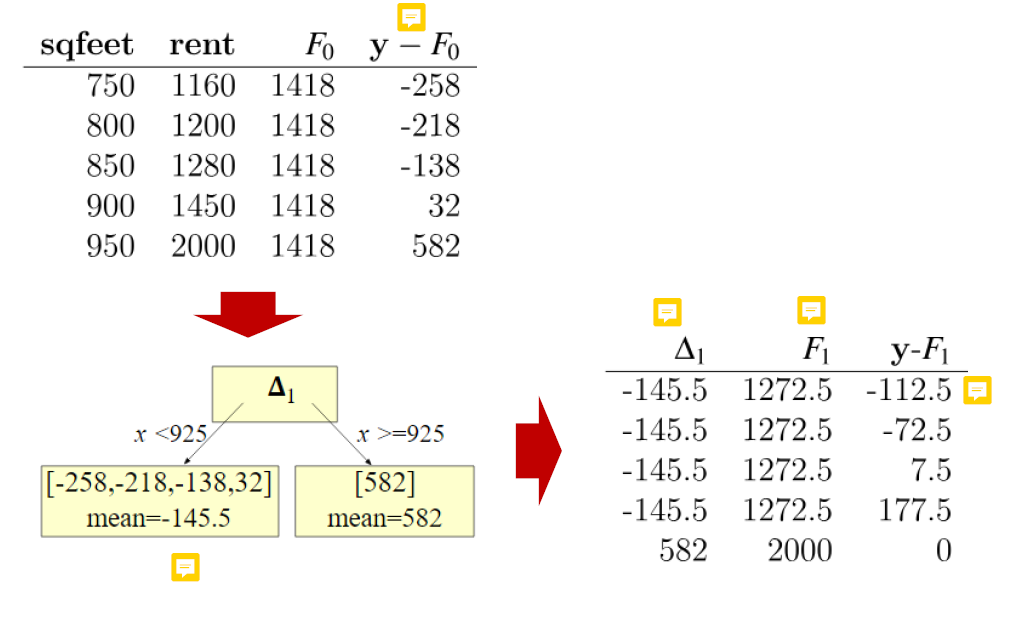 sqfeet rent F₀ y − F₀
750 1160 1418 -258
800 1200 1418 -218
850 1280 1418 -138
900 1450 1418 32
950 2000 1418 582
Δ₁
x <925 x >=925
[-258,-218,-138,32] [582]
mean=-145.5 mean=582
Δ₁ F₁ y-F₁
-145.5 1272.5 -112.5
-145.5 1272.5 -72.5
-145.5 1272.5 7.5
-145.5 1272.5 177.5
582 2000 0